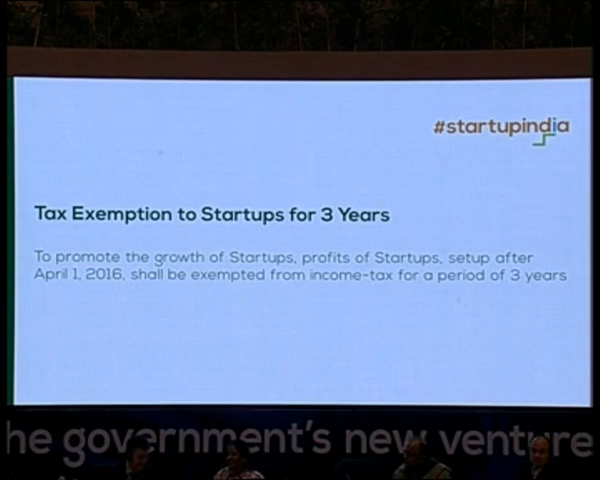 #startupindia
Tax Exemption to Startups for 3 Years
To promote the growth of Startups, profits of Startups, setup after
April 1, 2016, shall be exempted from income-tax for a period of 3 years
he government's new venture